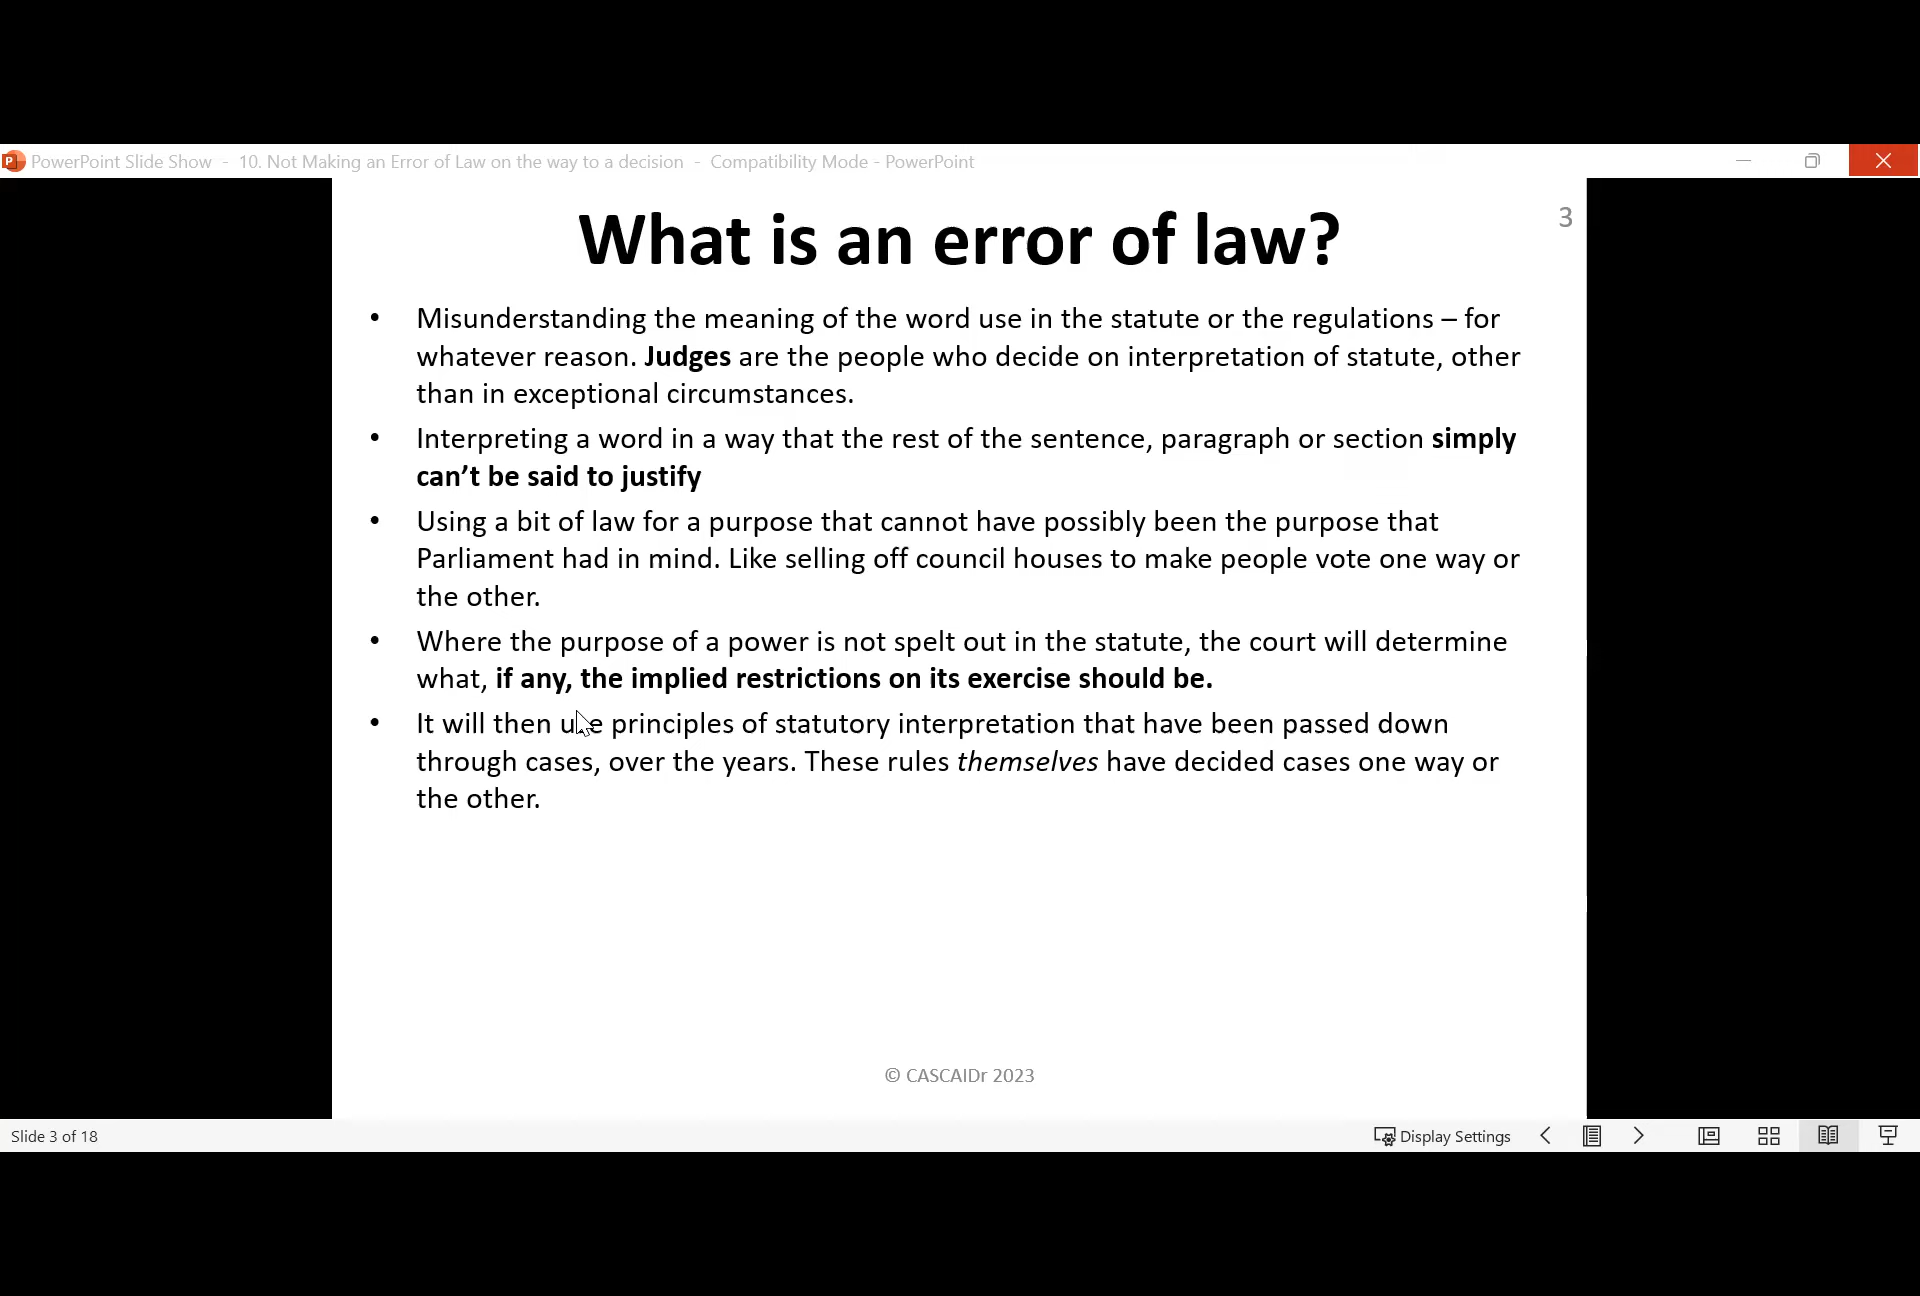 PowerPoint Slide Show - 10. Not Making an Error of Law on the way to a decision - Compatibility Mode - PowerPoint
3
What is an error of law?
• Misunderstanding the meaning of the word use in the statute or the regulations – for
whatever reason. Judges are the people who decide on interpretation of statute, other
than in exceptional circumstances.
• Interpreting a word in a way that the rest of the sentence, paragraph or section simply
can’t be said to justify
• Using a bit of law for a purpose that cannot have possibly been the purpose that
Parliament had in mind. Like selling off council houses to make people vote one way or
the other.
• Where the purpose of a power is not spelt out in the statute, the court will determine
what, if any, the implied restrictions on its exercise should be.
• It will then use principles of statutory interpretation that have been passed down
through cases, over the years. These rules themselves have decided cases one way or
the other.
© CASCAIDr 2023
Slide 3 of 18
Display Settings